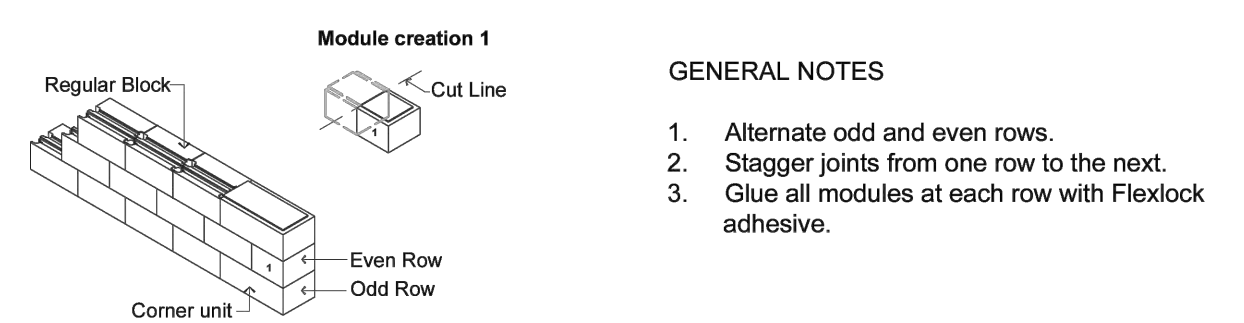 Module creation 1
Regular Block
Cut Line
1
1
Even Row
Odd Row
Corner unit
GENERAL NOTES
1. Alternate odd and even rows.
2. Stagger joints from one row to the next.
3. Glue all modules at each row with Flexlock
adhesive.